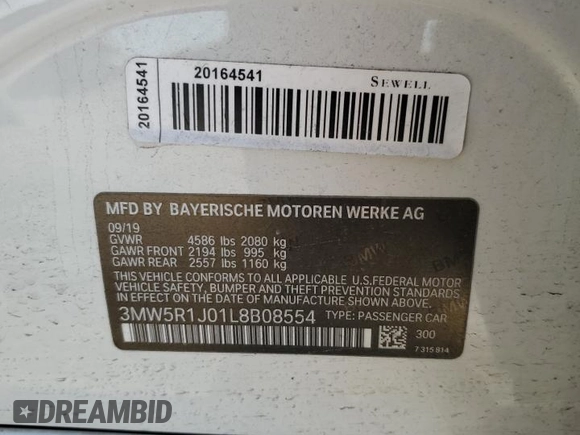 20164541
20164541
SEWELL
MFD BY BAYERISCHE MOTOREN WERKE AG
09/19
GVWR 4586 lbs 2080 kg
GAWR FRONT 2194 lbs 995 kg
GAWR REAR 2557 lbs 1160 kg
THIS VEHICLE CONFORMS TO ALL APPLICABLE U.S.FEDERAL MOTOR
VEHICLE SAFETY, BUMPER, AND THEFT PREVENTION STANDARDS
IN EFFECT ON THE DATE OF MANUFACTURE SHOWN ABOVE.
3MW5R1J01L8B08554 TYPE: PASSENGER CAR
300
7 315 814
DREAMBID